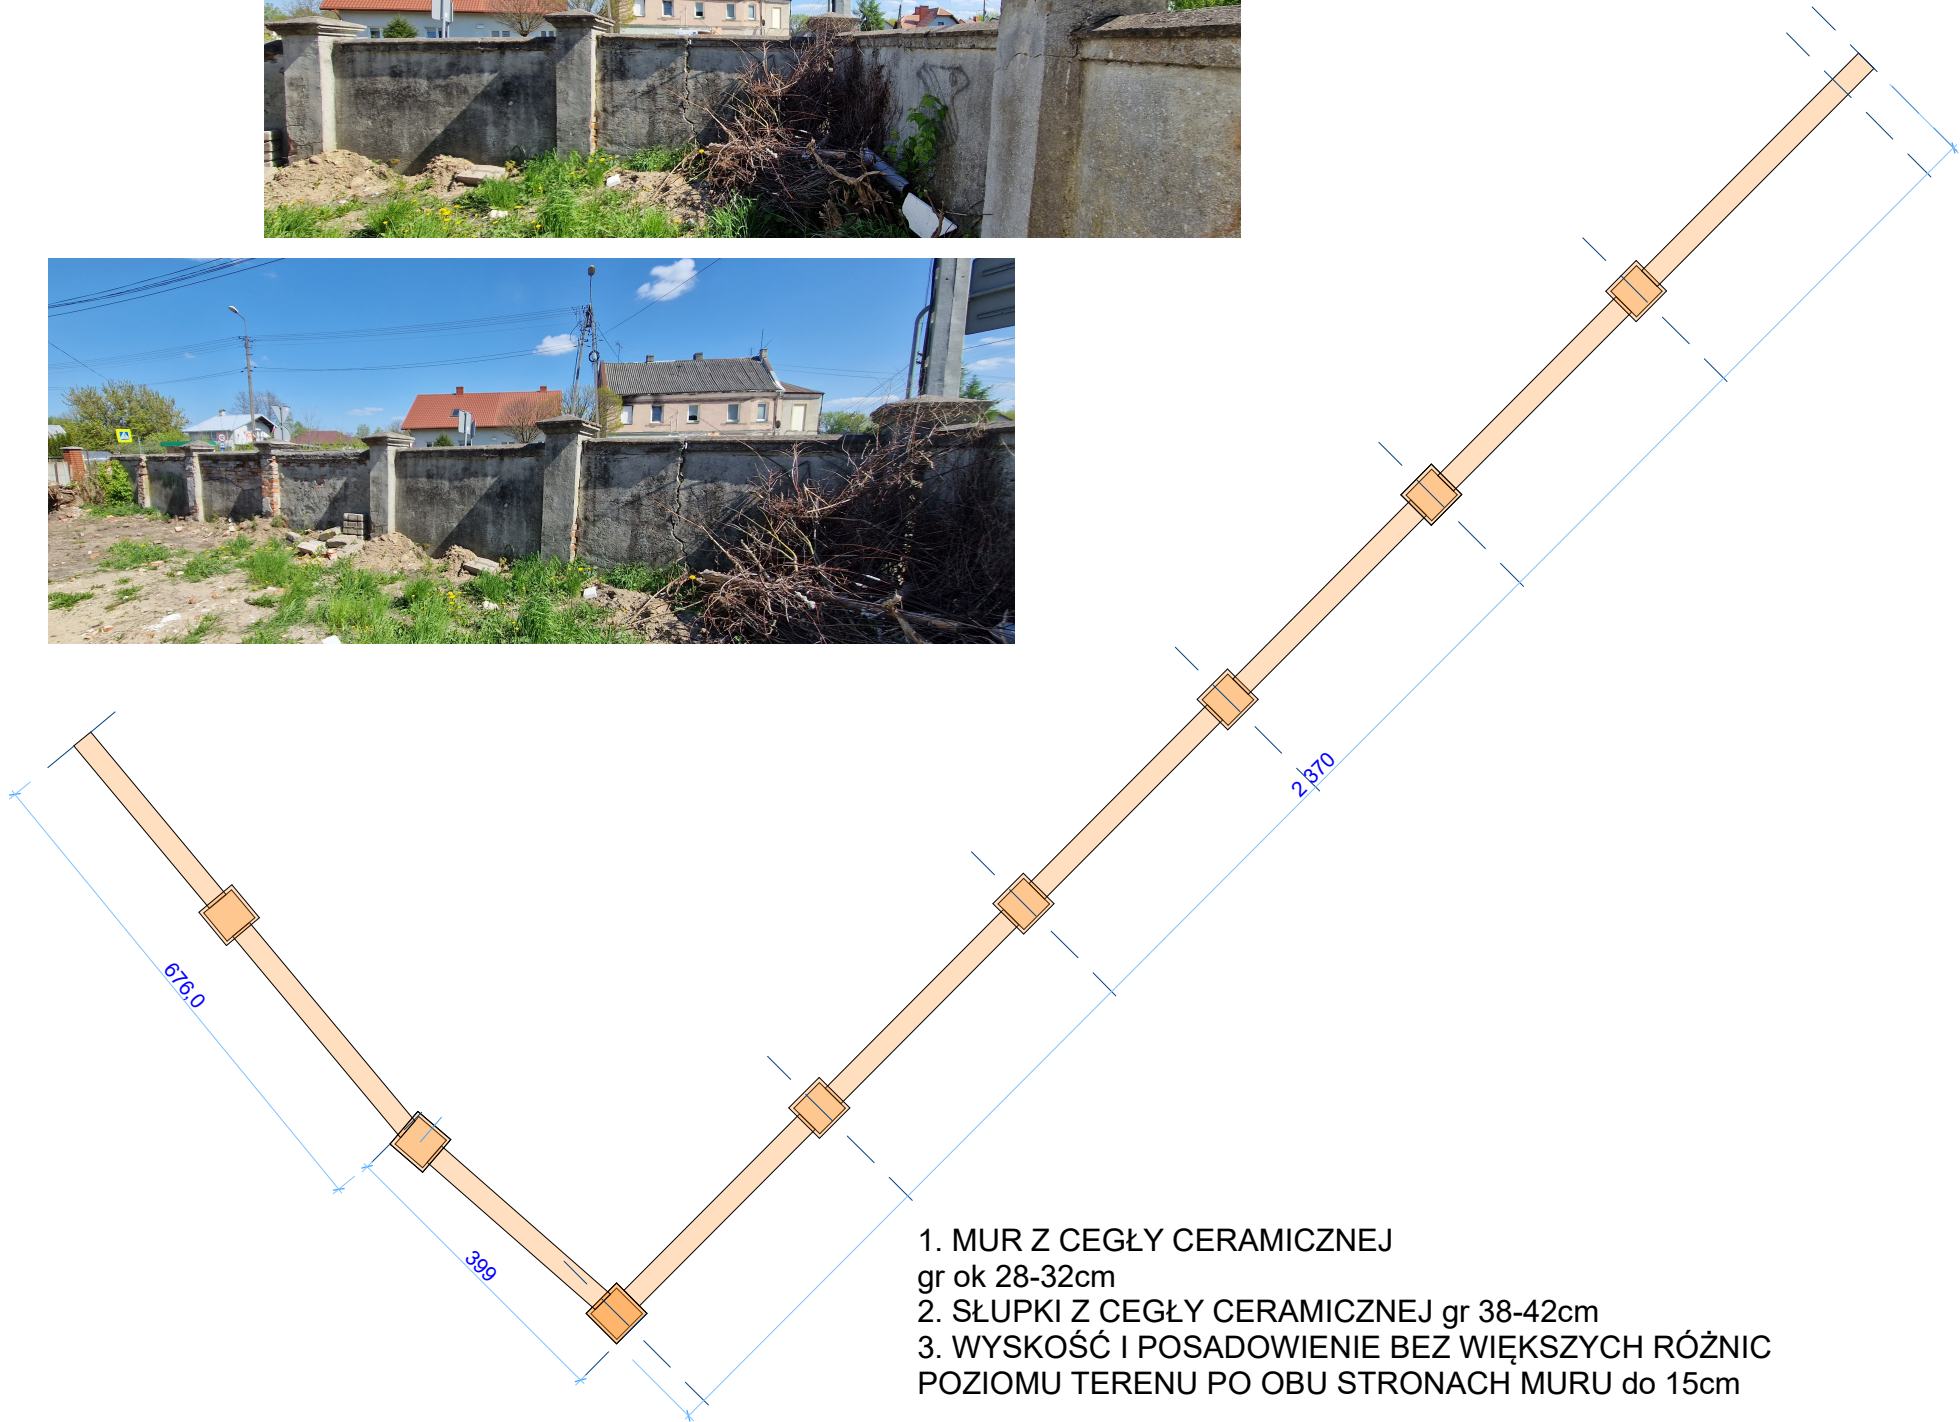 2 370
676,0
399
1. MUR Z CEGŁY CERAMICZNEJ
gr ok 28-32cm
2. SŁUPKI Z CEGŁY CERAMICZNEJ gr 38-42cm
3. WYSKOŚĆ I POSADOWIENIE BEZ WIĘKSZYCH RÓŻNIC
POZIOMU TERENU PO OBU STRONACH MURU do 15cm